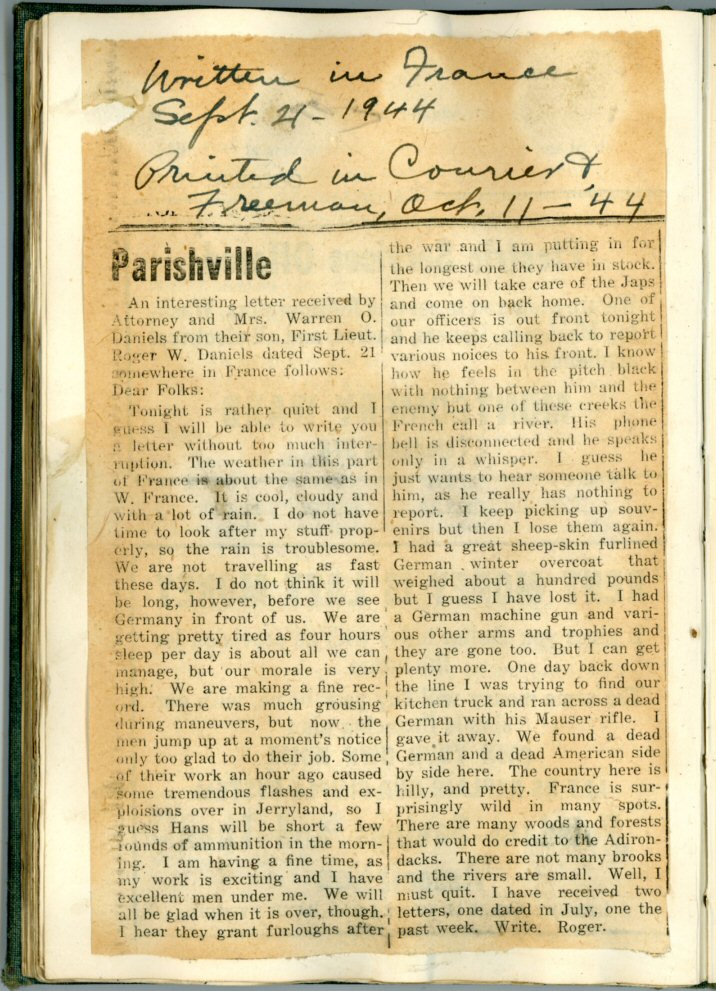 Written in France
Sept. 21 - 1944
Printed in Courier &
Freeman, Oct. 11 - '44
Parishville
An interesting letter received by
Attorney and Mrs. Warren O.
Daniels from their son, First Lieut.
Roger W. Daniels dated Sept. 21
somewhere in France follows:
Dear Folks:
Tonight is rather quiet and I
guess I will be able to write you
a letter without too much inter-
ruption. The weather in this part
of France is about the same as in
W. France. It is cool, cloudy and
with a lot of rain. I do not have
time to look after my stuff prop-
erly, so the rain is troublesome.
We are not travelling as fast
these days. I do not think it will
be long, however, before we see
Germany in front of us. We are
getting pretty tired as four hours
sleep per day is about all we can
manage, but our morale is very
high. We are making a fine rec-
ord. There was much grousing
during maneuvers, but now the
men jump up at a moment's notice
only too glad to do their job. Some
of their work an hour ago caused
some tremendous flashes and ex-
ploisions over in Jerryland, so I
guess Hans will be short a few
rounds of ammunition in the morn-
ing. I am having a fine time, as
my work is exciting and I have
excellent men under me. We will
all be glad when it is over, though.
I hear they grant furloughs after
the war and I am putting in for
the longest one they have in stock.
Then we will take care of the Japs
and come on back home. One of
our officers is out front tonight
and he keeps calling back to report
various noices to his front. I know
how he feels in the pitch black
with nothing between him and the
enemy but one of these creeks the
French call a river. His phone
bell is disconnected and he speaks
only in a whisper. I guess he
just wants to hear someone talk to
him, as he really has nothing to
report. I keep picking up souv-
enirs but then I lose them again.
I had a great sheep-skin furlined
German winter overcoat that
weighed about a hundred pounds
but I guess I have lost it. I had
a German machine gun and vari-
ous other arms and trophies and
they are gone too. But I can get
plenty more. One day back down
the line I was trying to find our
kitchen truck and ran across a dead
German with his Mauser rifle. I
gave it away. We found a dead
German and a dead American side
by side here. The country here is
hilly, and pretty. France is sur-
prisingly wild in many spots.
There are many woods and forests
that would do credit to the Adiron-
dacks. There are not many brooks
and the rivers are small. Well, I
must quit. I have received two
letters, one dated in July, one the
past week. Write. Roger.